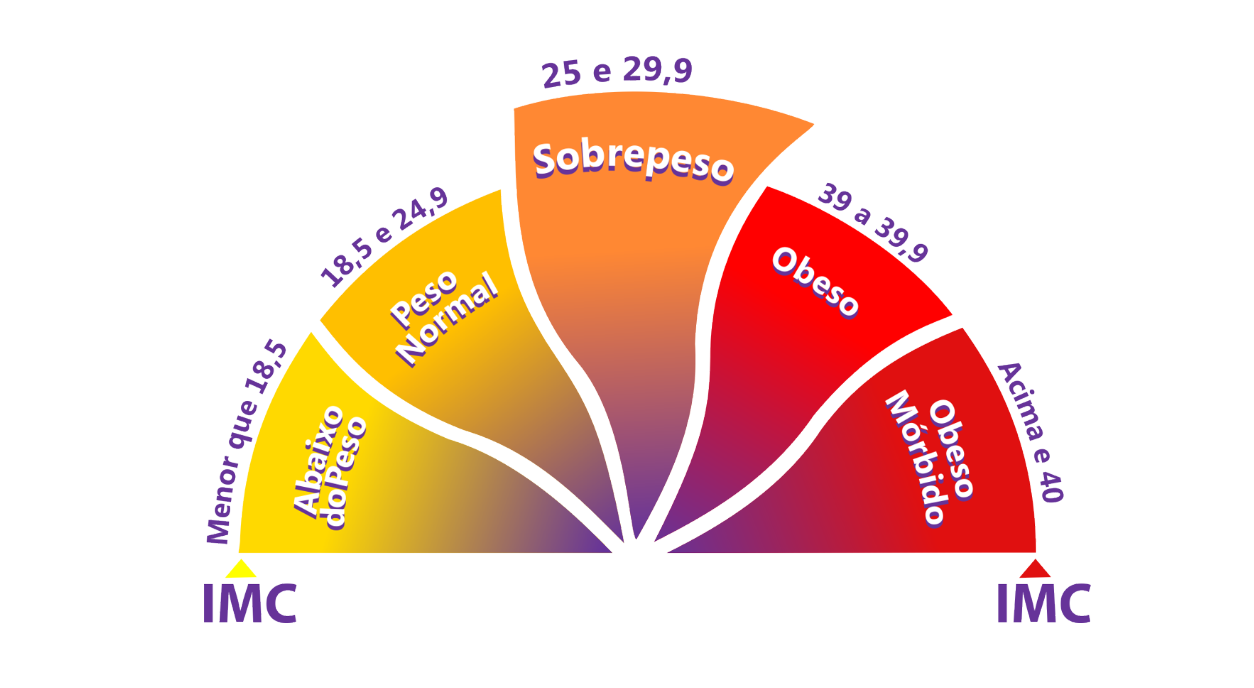 25 e 29,9
Sobrepeso
18,5 e 24,9
Peso
Normal
39 a 39,9
Obeso
Menor que 18,5
Abaixo
doPeso
Acima e 40
Obeso
Mórbido
IMC
IMC